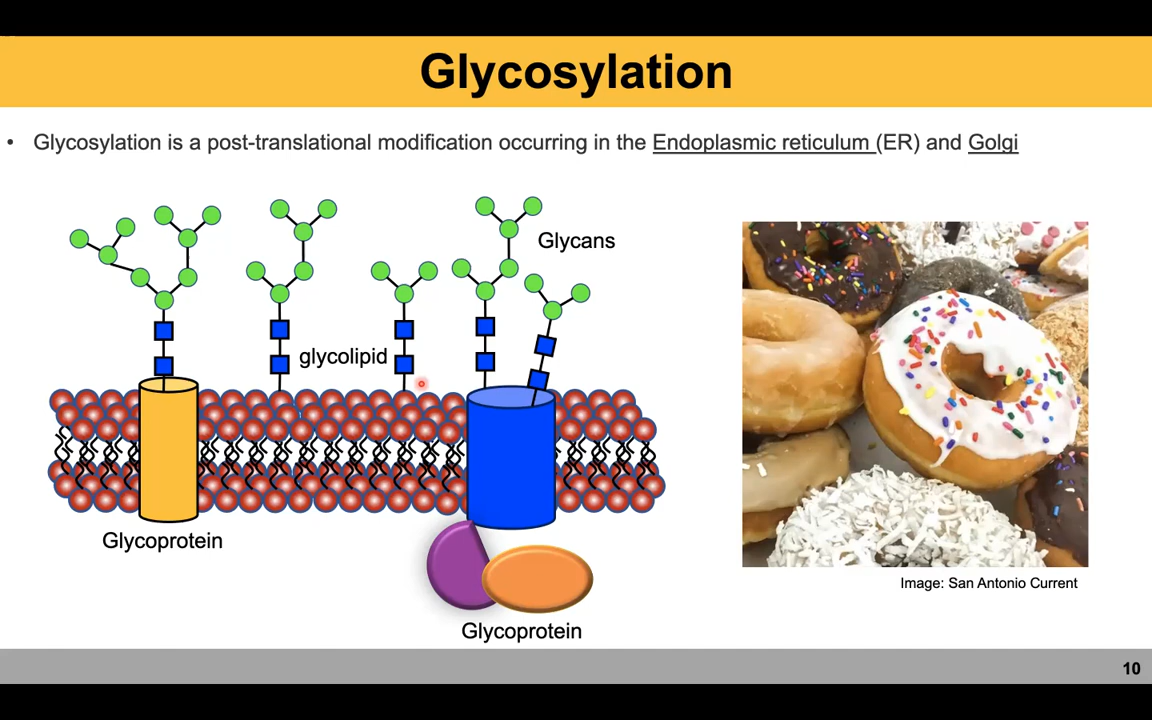 Glycosylation
• Glycosylation is a post-translational modification occurring in the Endoplasmic reticulum (ER) and Golgi
Glycans
glycolipid
Glycoprotein
Image: San Antonio Current
Glycoprotein
10